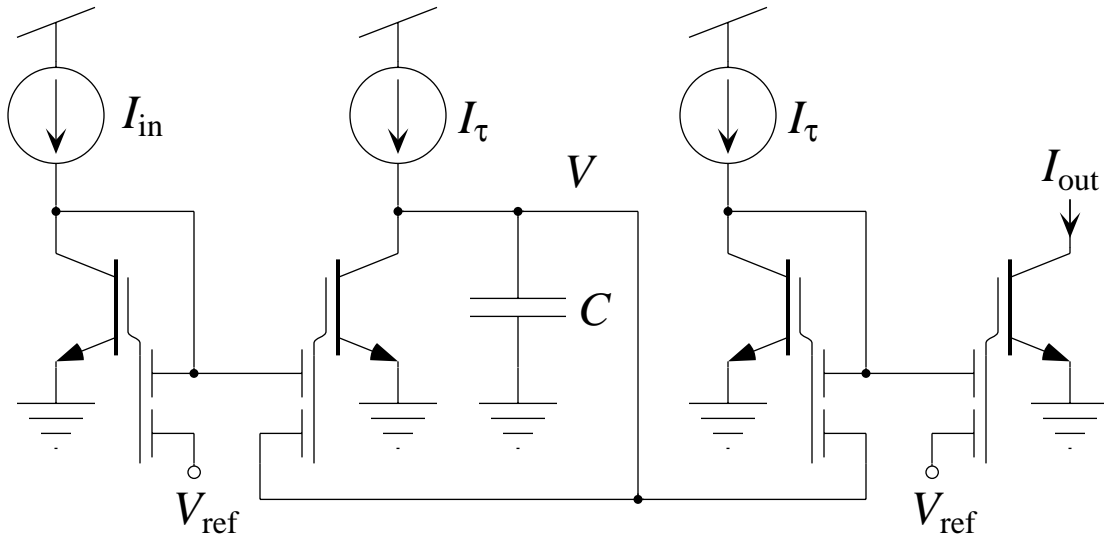 I_in
I_τ
V
C
I_τ
I_out
V_ref
V_ref